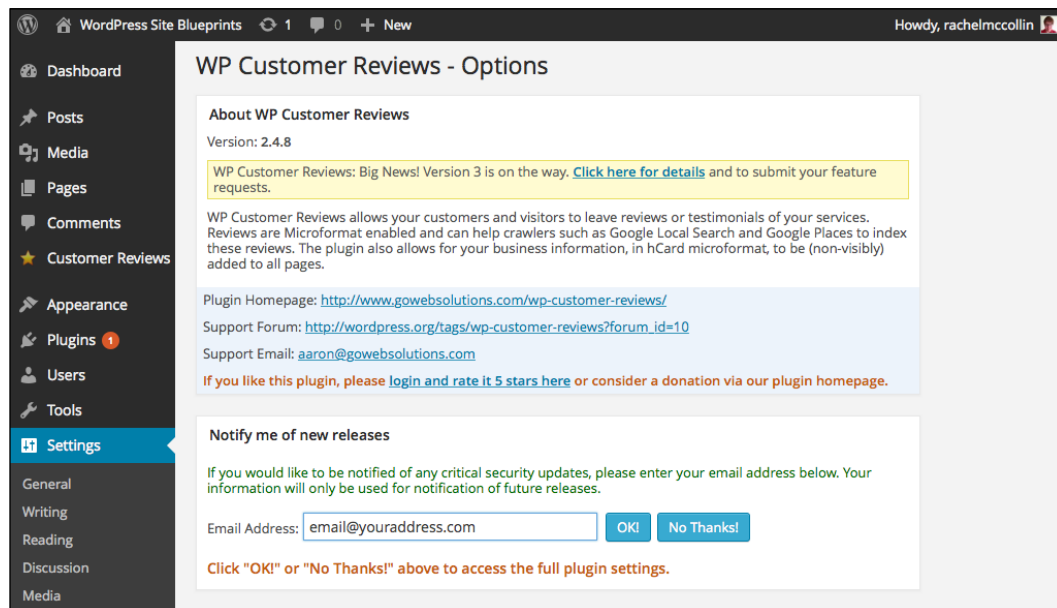 WordPress Site Blueprints 1 0 + New Howdy, rachelmccollin
Dashboard
Posts
Media
Pages
Comments
Customer Reviews
Appearance
Plugins 1
Users
Tools
Settings
General
Writing
Reading
Discussion
Media
WP Customer Reviews - Options
About WP Customer Reviews
Version: 2.4.8
WP Customer Reviews: Big News! Version 3 is on the way. Click here for details and to submit your feature
requests.
WP Customer Reviews allows your customers and visitors to leave reviews or testimonials of your services.
Reviews are Microformat enabled and can help crawlers such as Google Local Search and Google Places to index
these reviews. The plugin also allows for your business information, in hCard microformat, to be (non-visibly)
added to all pages.
Plugin Homepage: http://www.gowebsolutions.com/wp-customer-reviews/
Support Forum: http://wordpress.org/tags/wp-customer-reviews?forum_id=10
Support Email: aaron@gowebsolutions.com
If you like this plugin, please login and rate it 5 stars here or consider a donation via our plugin homepage.
Notify me of new releases
If you would like to be notified of any critical security updates, please enter your email address below. Your
information will only be used for notification of future releases.
Email Address: email@youraddress.com OK! No Thanks!
Click "OK!" or "No Thanks!" above to access the full plugin settings.